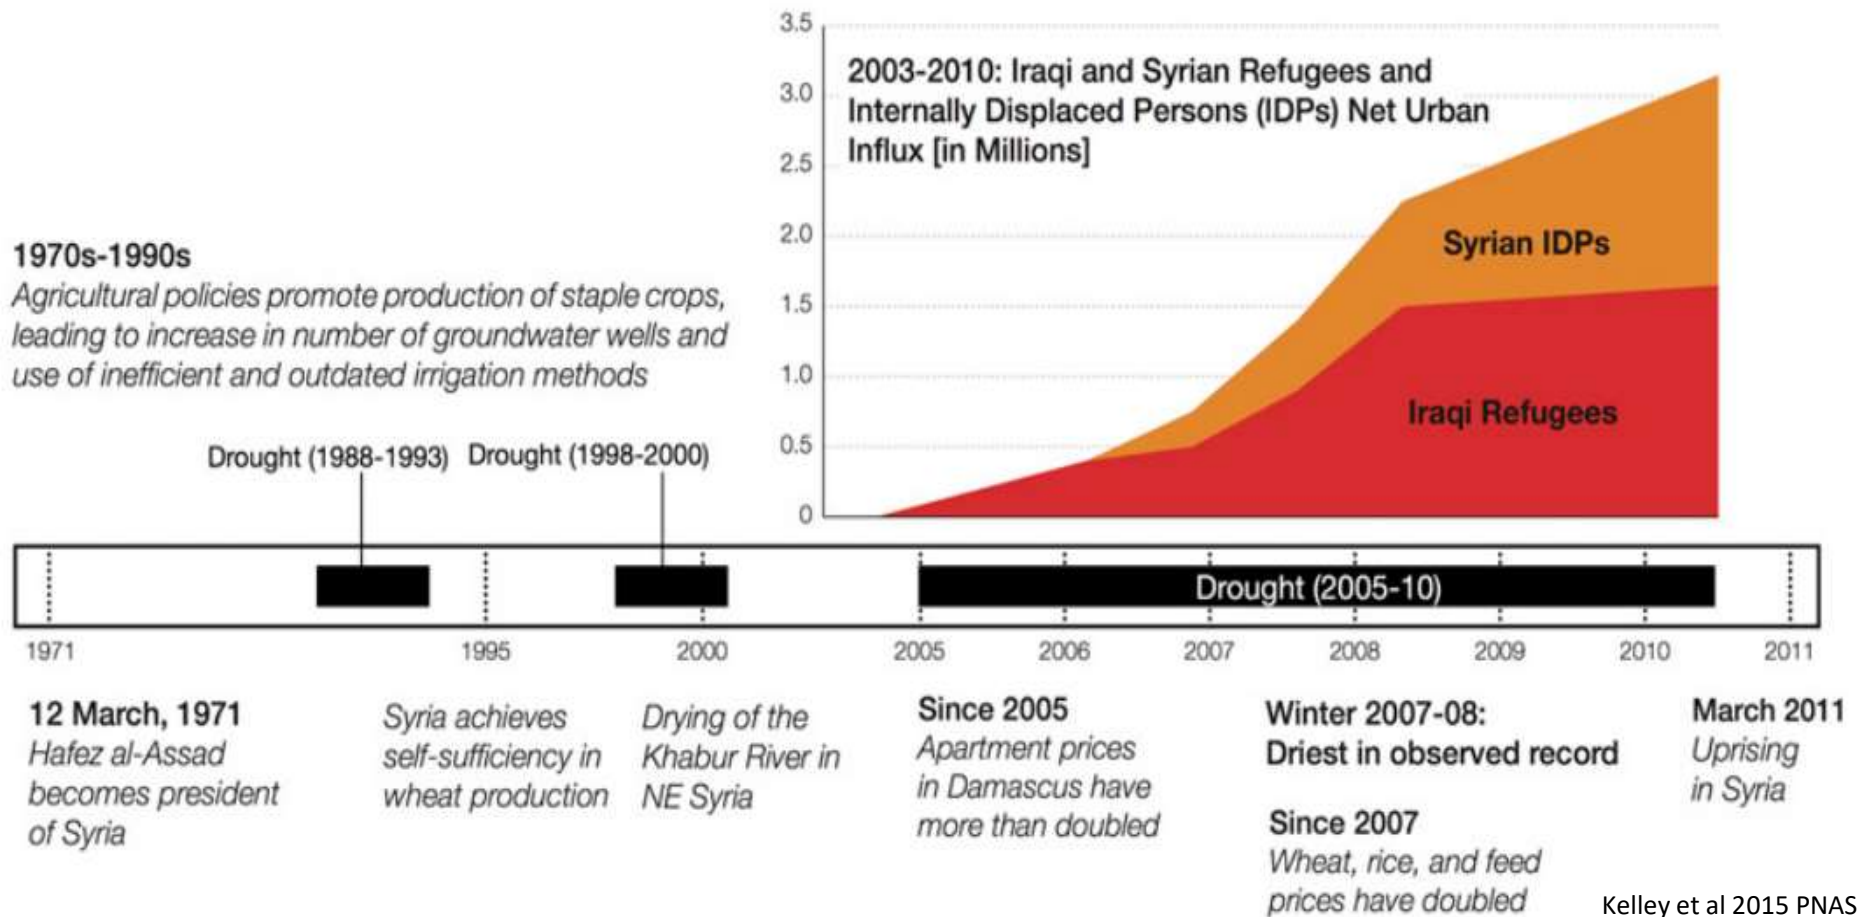 3.5
3.0
2.5
2.0
1.5
1.0
0.5
0
2003-2010: Iraqi and Syrian Refugees and
Internally Displaced Persons (IDPs) Net Urban
Influx [in Millions]
Syrian IDPs
Iraqi Refugees
1970s-1990s
Agricultural policies promote production of staple crops,
leading to increase in number of groundwater wells and
use of inefficient and outdated irrigation methods
Drought (1988-1993)
Drought (1998-2000)
Drought (2005-10)
1971
1995
2000
2005
2006
2007
2008
2009
2010
2011
12 March, 1971
Hafez al-Assad
becomes president
of Syria
Syria achieves
self-sufficiency in
wheat production
Drying of the
Khabur River in
NE Syria
Since 2005
Apartment prices
in Damascus have
more than doubled
Winter 2007-08:
Driest in observed record
Since 2007
Wheat, rice, and feed
prices have doubled
March 2011
Uprising
in Syria
Kelley et al 2015 PNAS